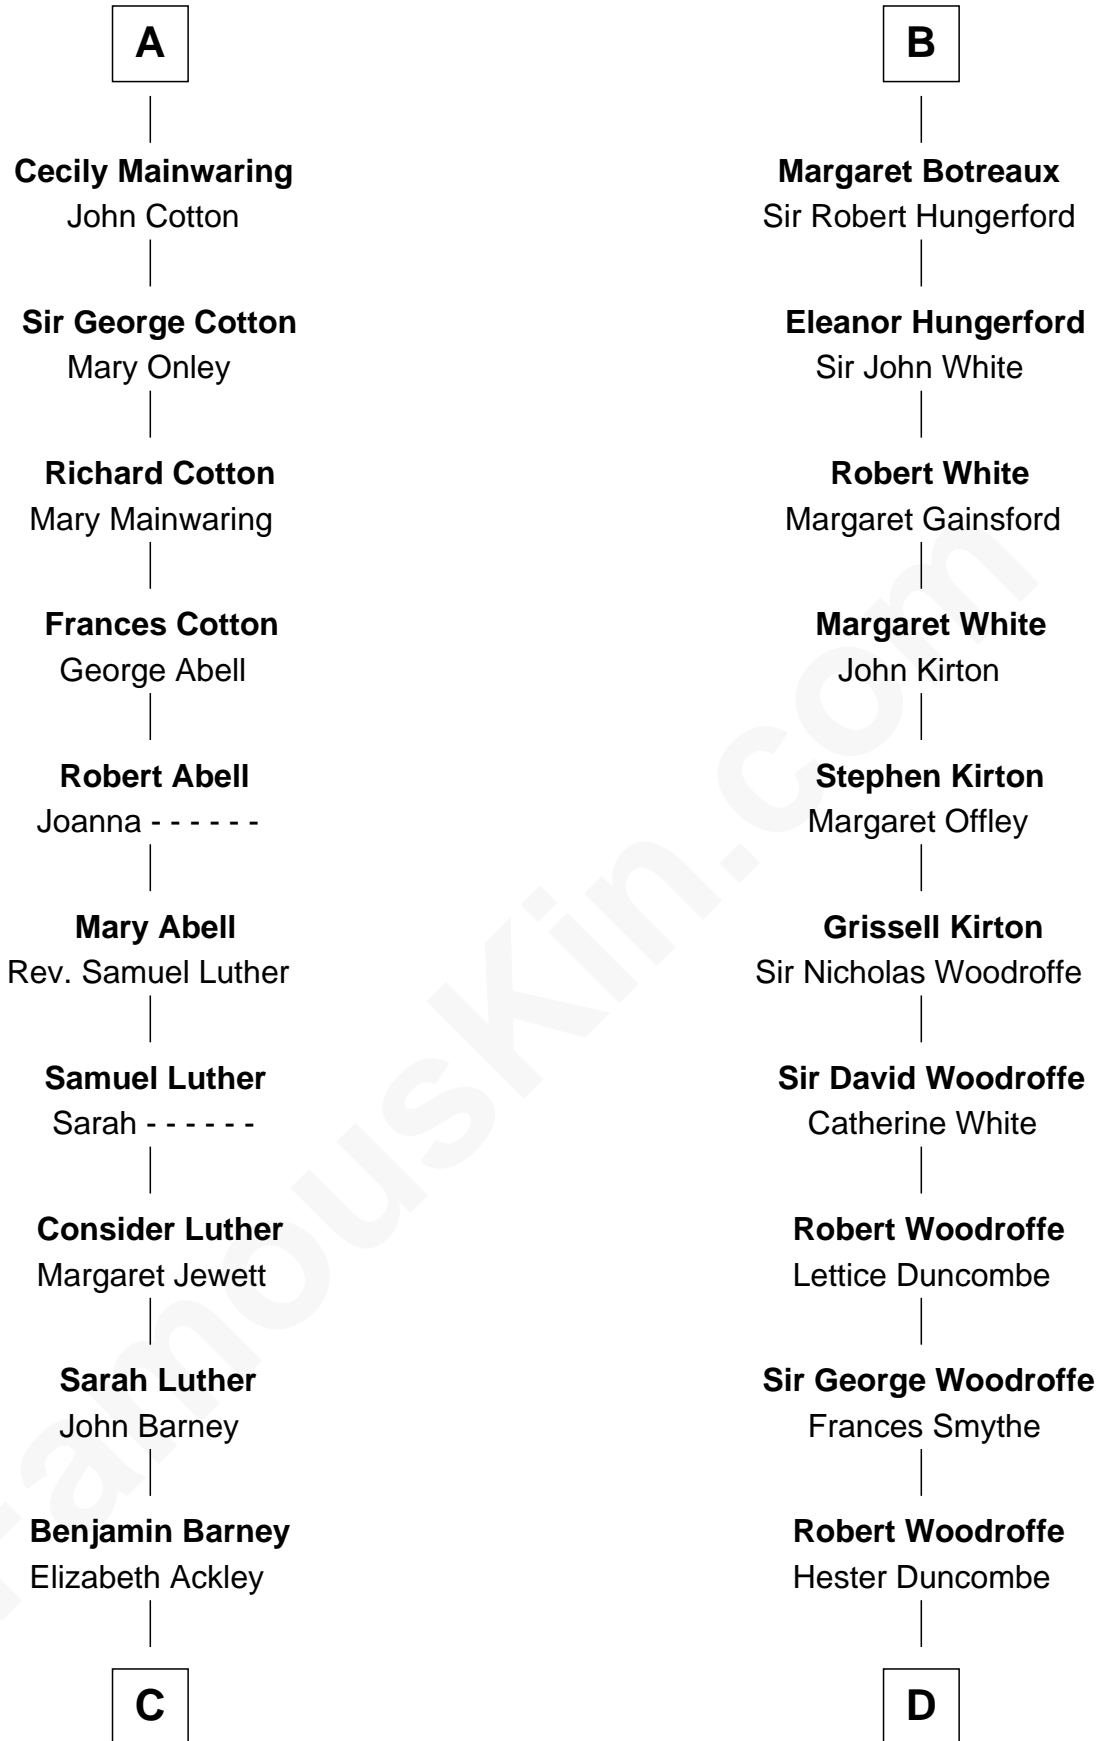 A
Cecily Mainwaring
John Cotton
Sir George Cotton
Mary Onley
Richard Cotton
Mary Mainwaring
Frances Cotton
George Abell
Robert Abell
Joanna - - - - - -
Mary Abell
Rev. Samuel Luther
Samuel Luther
Sarah - - - - - -
Consider Luther
Margaret Jewett
Sarah Luther
John Barney
Benjamin Barney
Elizabeth Ackley
C
B
Margaret Botreaux
Sir Robert Hungerford
Eleanor Hungerford
Sir John White
Robert White
Margaret Gainsford
Margaret White
John Kirton
Stephen Kirton
Margaret Offley
Grissell Kirton
Sir Nicholas Woodroffe
Sir David Woodroffe
Catherine White
Robert Woodroffe
Lettice Duncombe
Sir George Woodroffe
Frances Smythe
Robert Woodroffe
Hester Duncombe
D
FamousKin.com